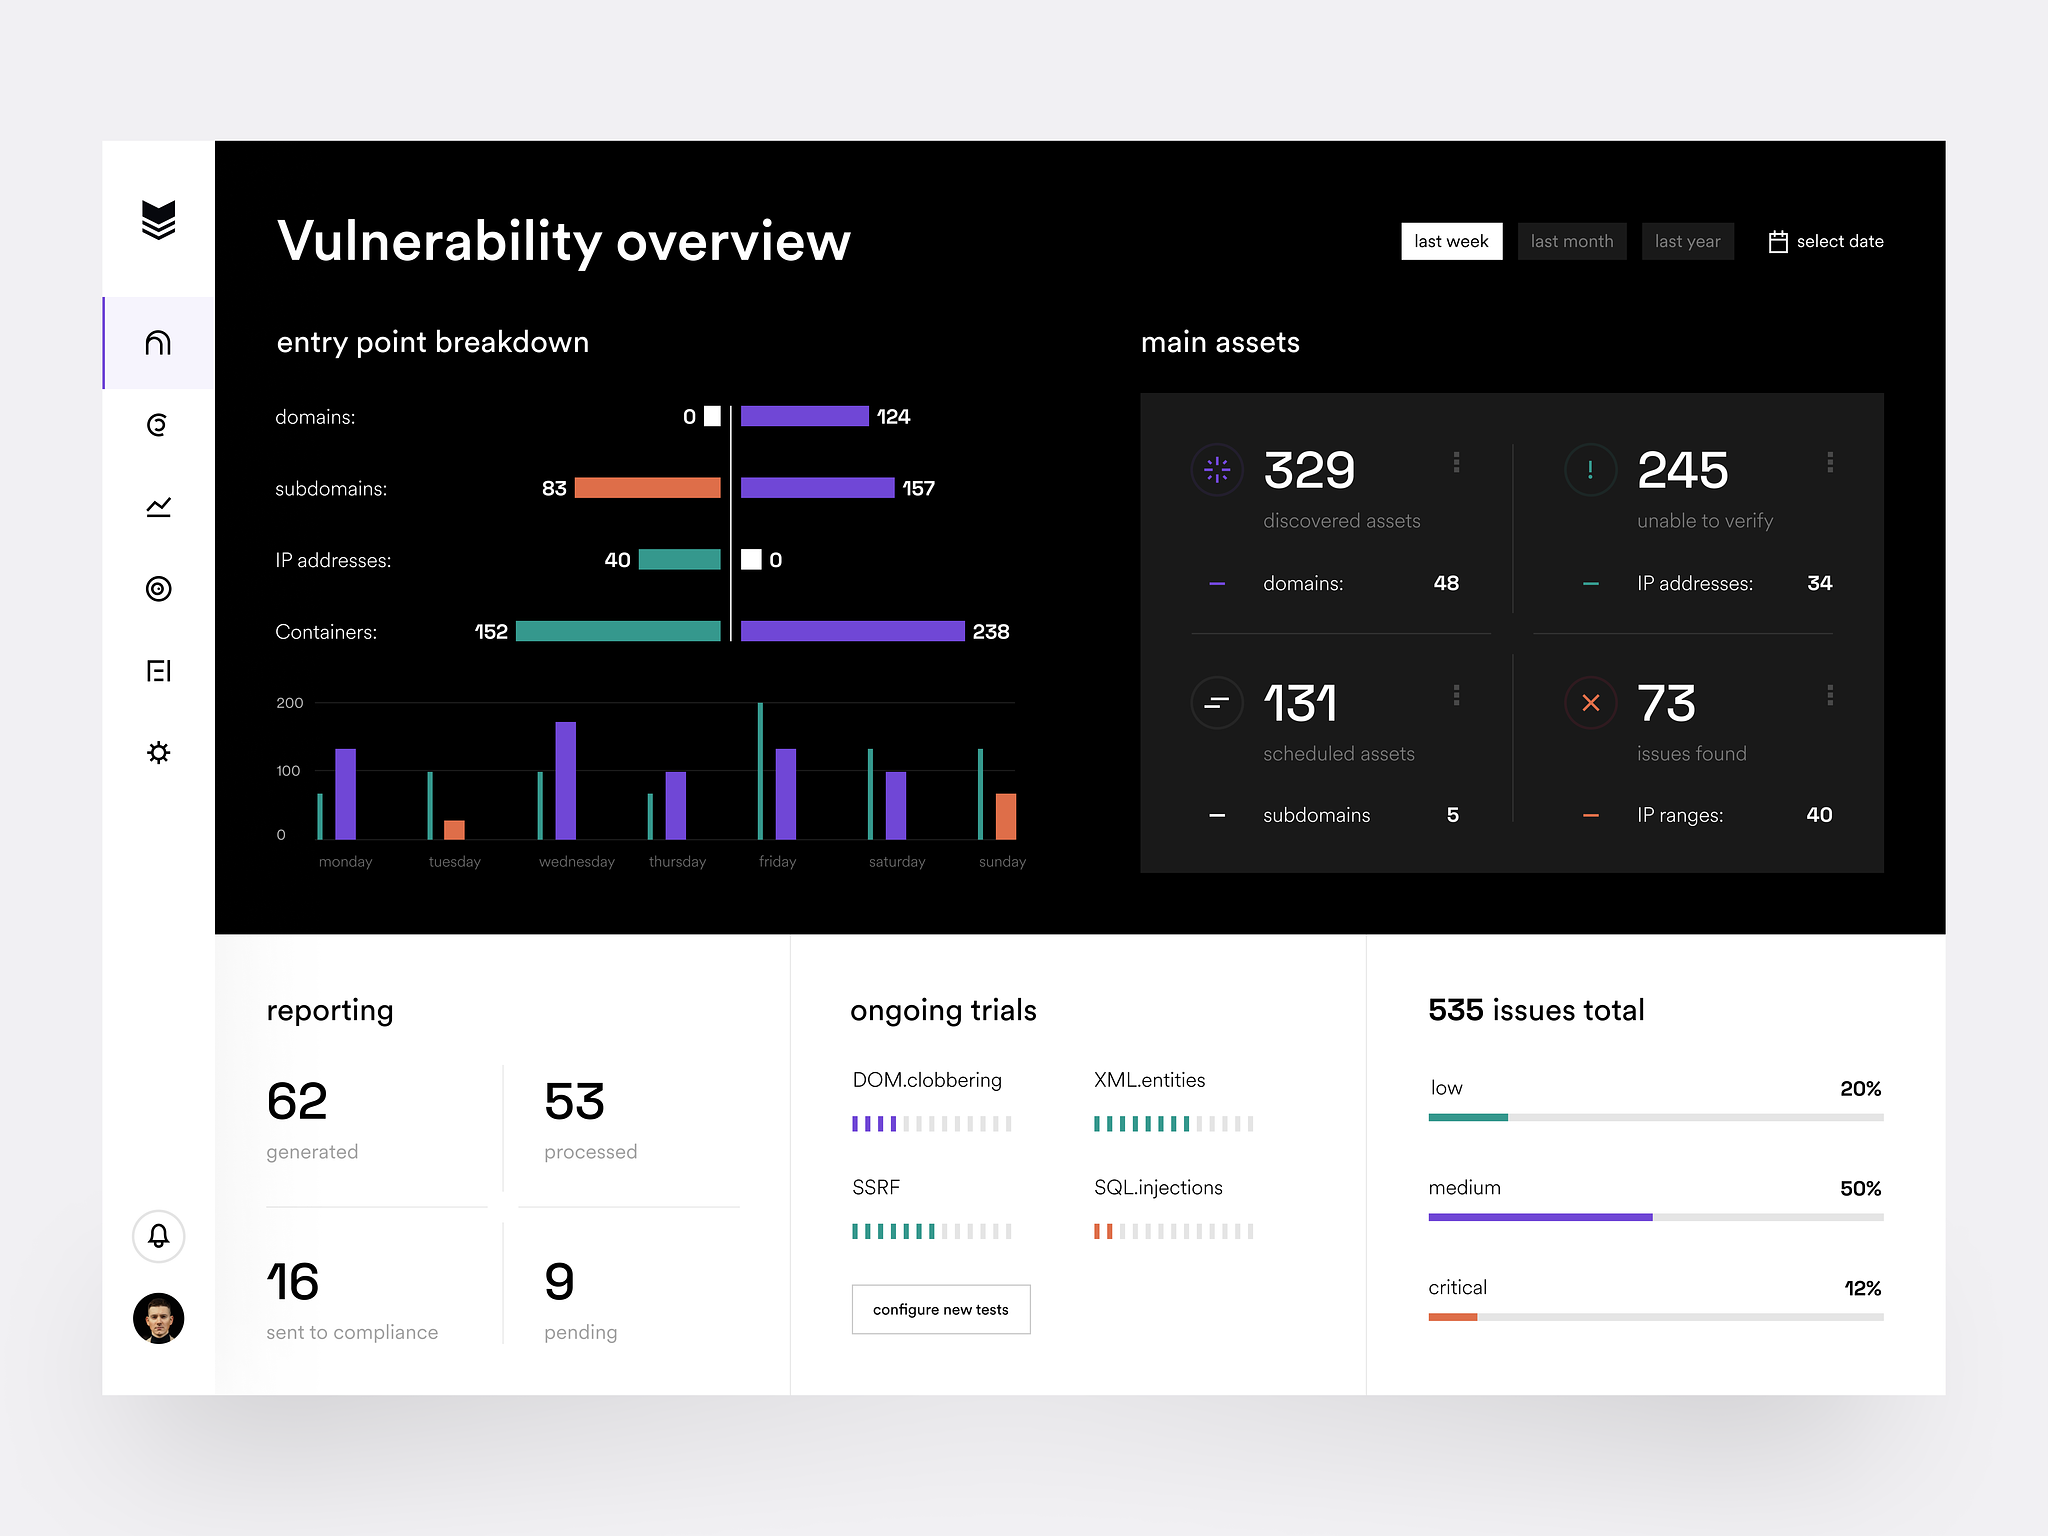 Vulnerability overview
last week
last month
last year
select date
entry point breakdown
domains:
0
124
subdomains:
83
157
IP addresses:
40
0
Containers:
152
238
200
100
0
monday
tuesday
wednesday
thursday
friday
saturday
sunday
main assets
329
discovered assets
domains:
48
245
unable to verify
IP addresses:
34
131
scheduled assets
subdomains
5
73
issues found
IP ranges:
40
reporting
62
generated
53
processed
16
sent to compliance
9
pending
ongoing trials
DOM.clobbering
XML.entities
SSRF
SQL.injections
configure new tests
535 issues total
low
20%
medium
50%
critical
12%